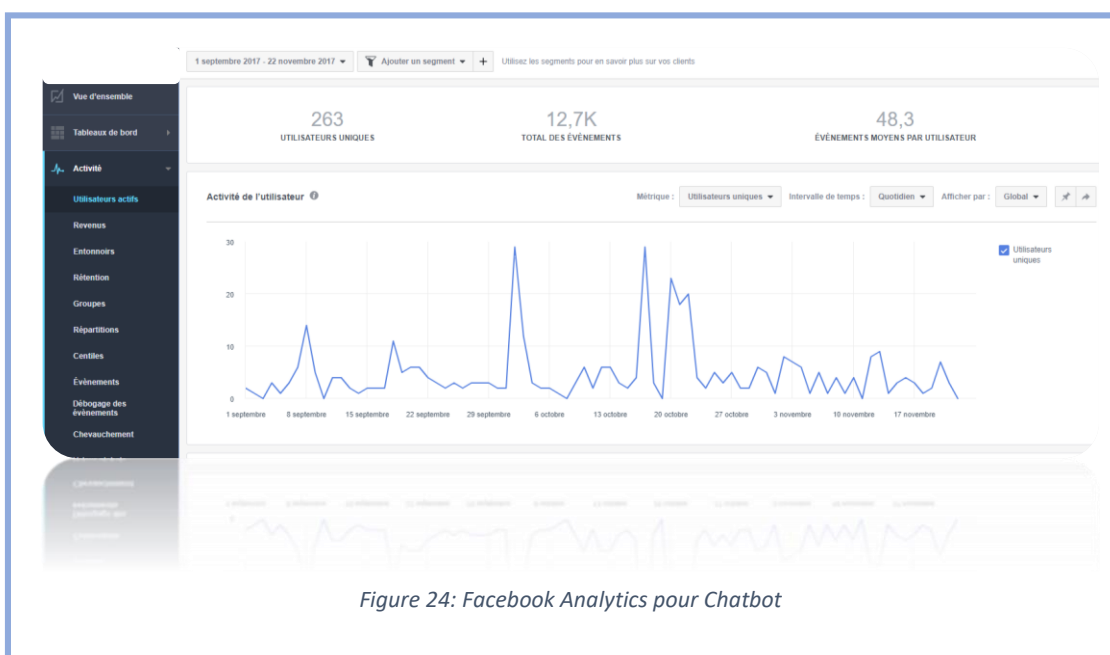 1 septembre 2017 - 22 novembre 2017 Ajouter un segment + Utilisez les segments pour en savoir plus sur vos clients
Vue d'ensemble
Tableaux de bord
Activité
Utilisateurs actifs
Revenus
Entonnoirs
Rétention
Groupes
Répartitions
Centiles
Évènements
Débogage des
évènements
Chevauchement
263
UTILISATEURS UNIQUES
12,7K
TOTAL DES ÉVÈNEMENTS
48,3
ÉVÈNEMENTS MOYENS PAR UTILISATEUR
Activité de l'utilisateur
Métrique : Utilisateurs uniques Intervalle de temps : Quotidien Afficher par : Global
30
20
10
0
1 septembre 8 septembre 15 septembre 22 septembre 29 septembre 6 octobre 13 octobre 20 octobre 27 octobre 3 novembre 10 novembre 17 novembre
Utilisateurs
uniques
Figure 24: Facebook Analytics pour Chatbot